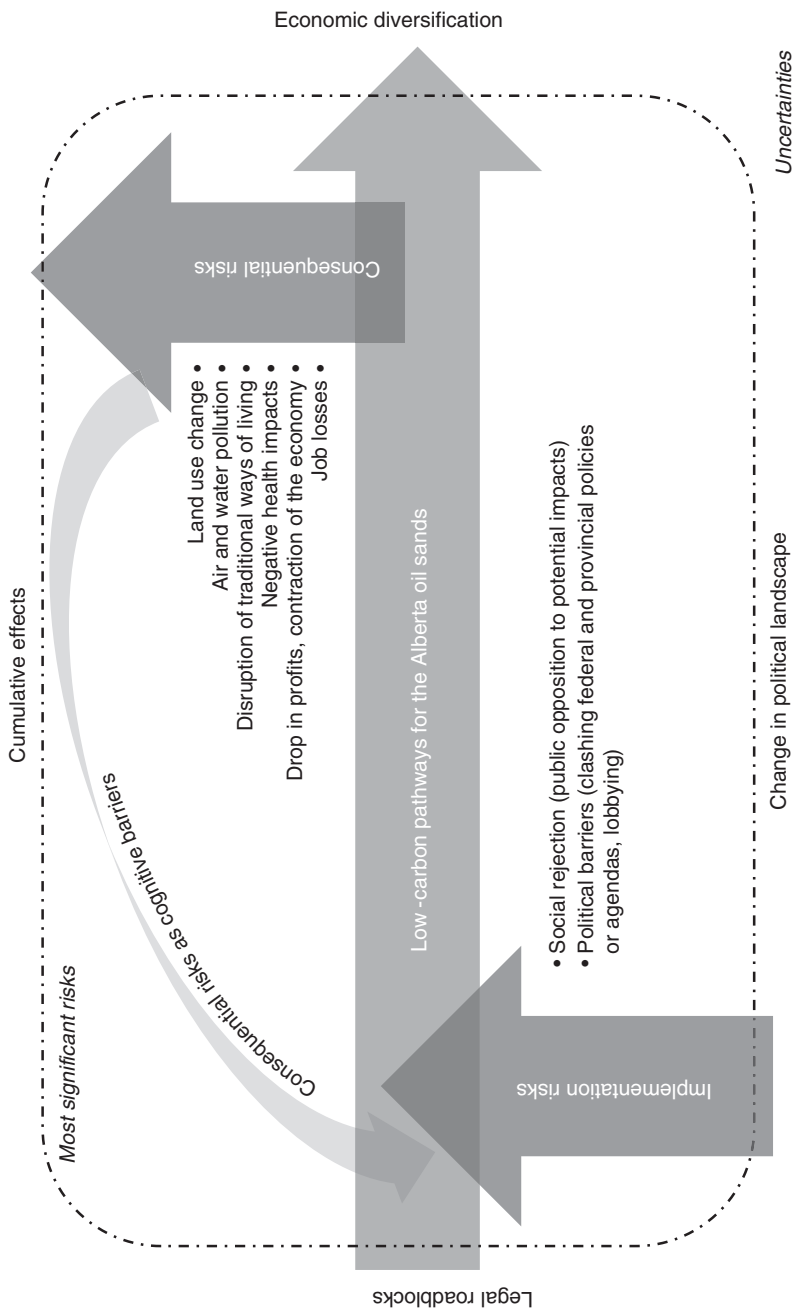 Cumulative effects
Most significant risks
Consequential risks as cognitive barriers
Consequential risks
Land use change •
Air and water pollution •
Disruption of traditional ways of living •
Negative health impacts •
Drop in profits, contraction of the economy •
Job losses •
Legal roadblocks
Low -carbon pathways for the Alberta oil sands
Economic diversification
Implementation risks
• Social rejection (public opposition to potential impacts)
• Political barriers (clashing federal and provincial policies
or agendas, lobbying)
Change in political landscape
Uncertainties